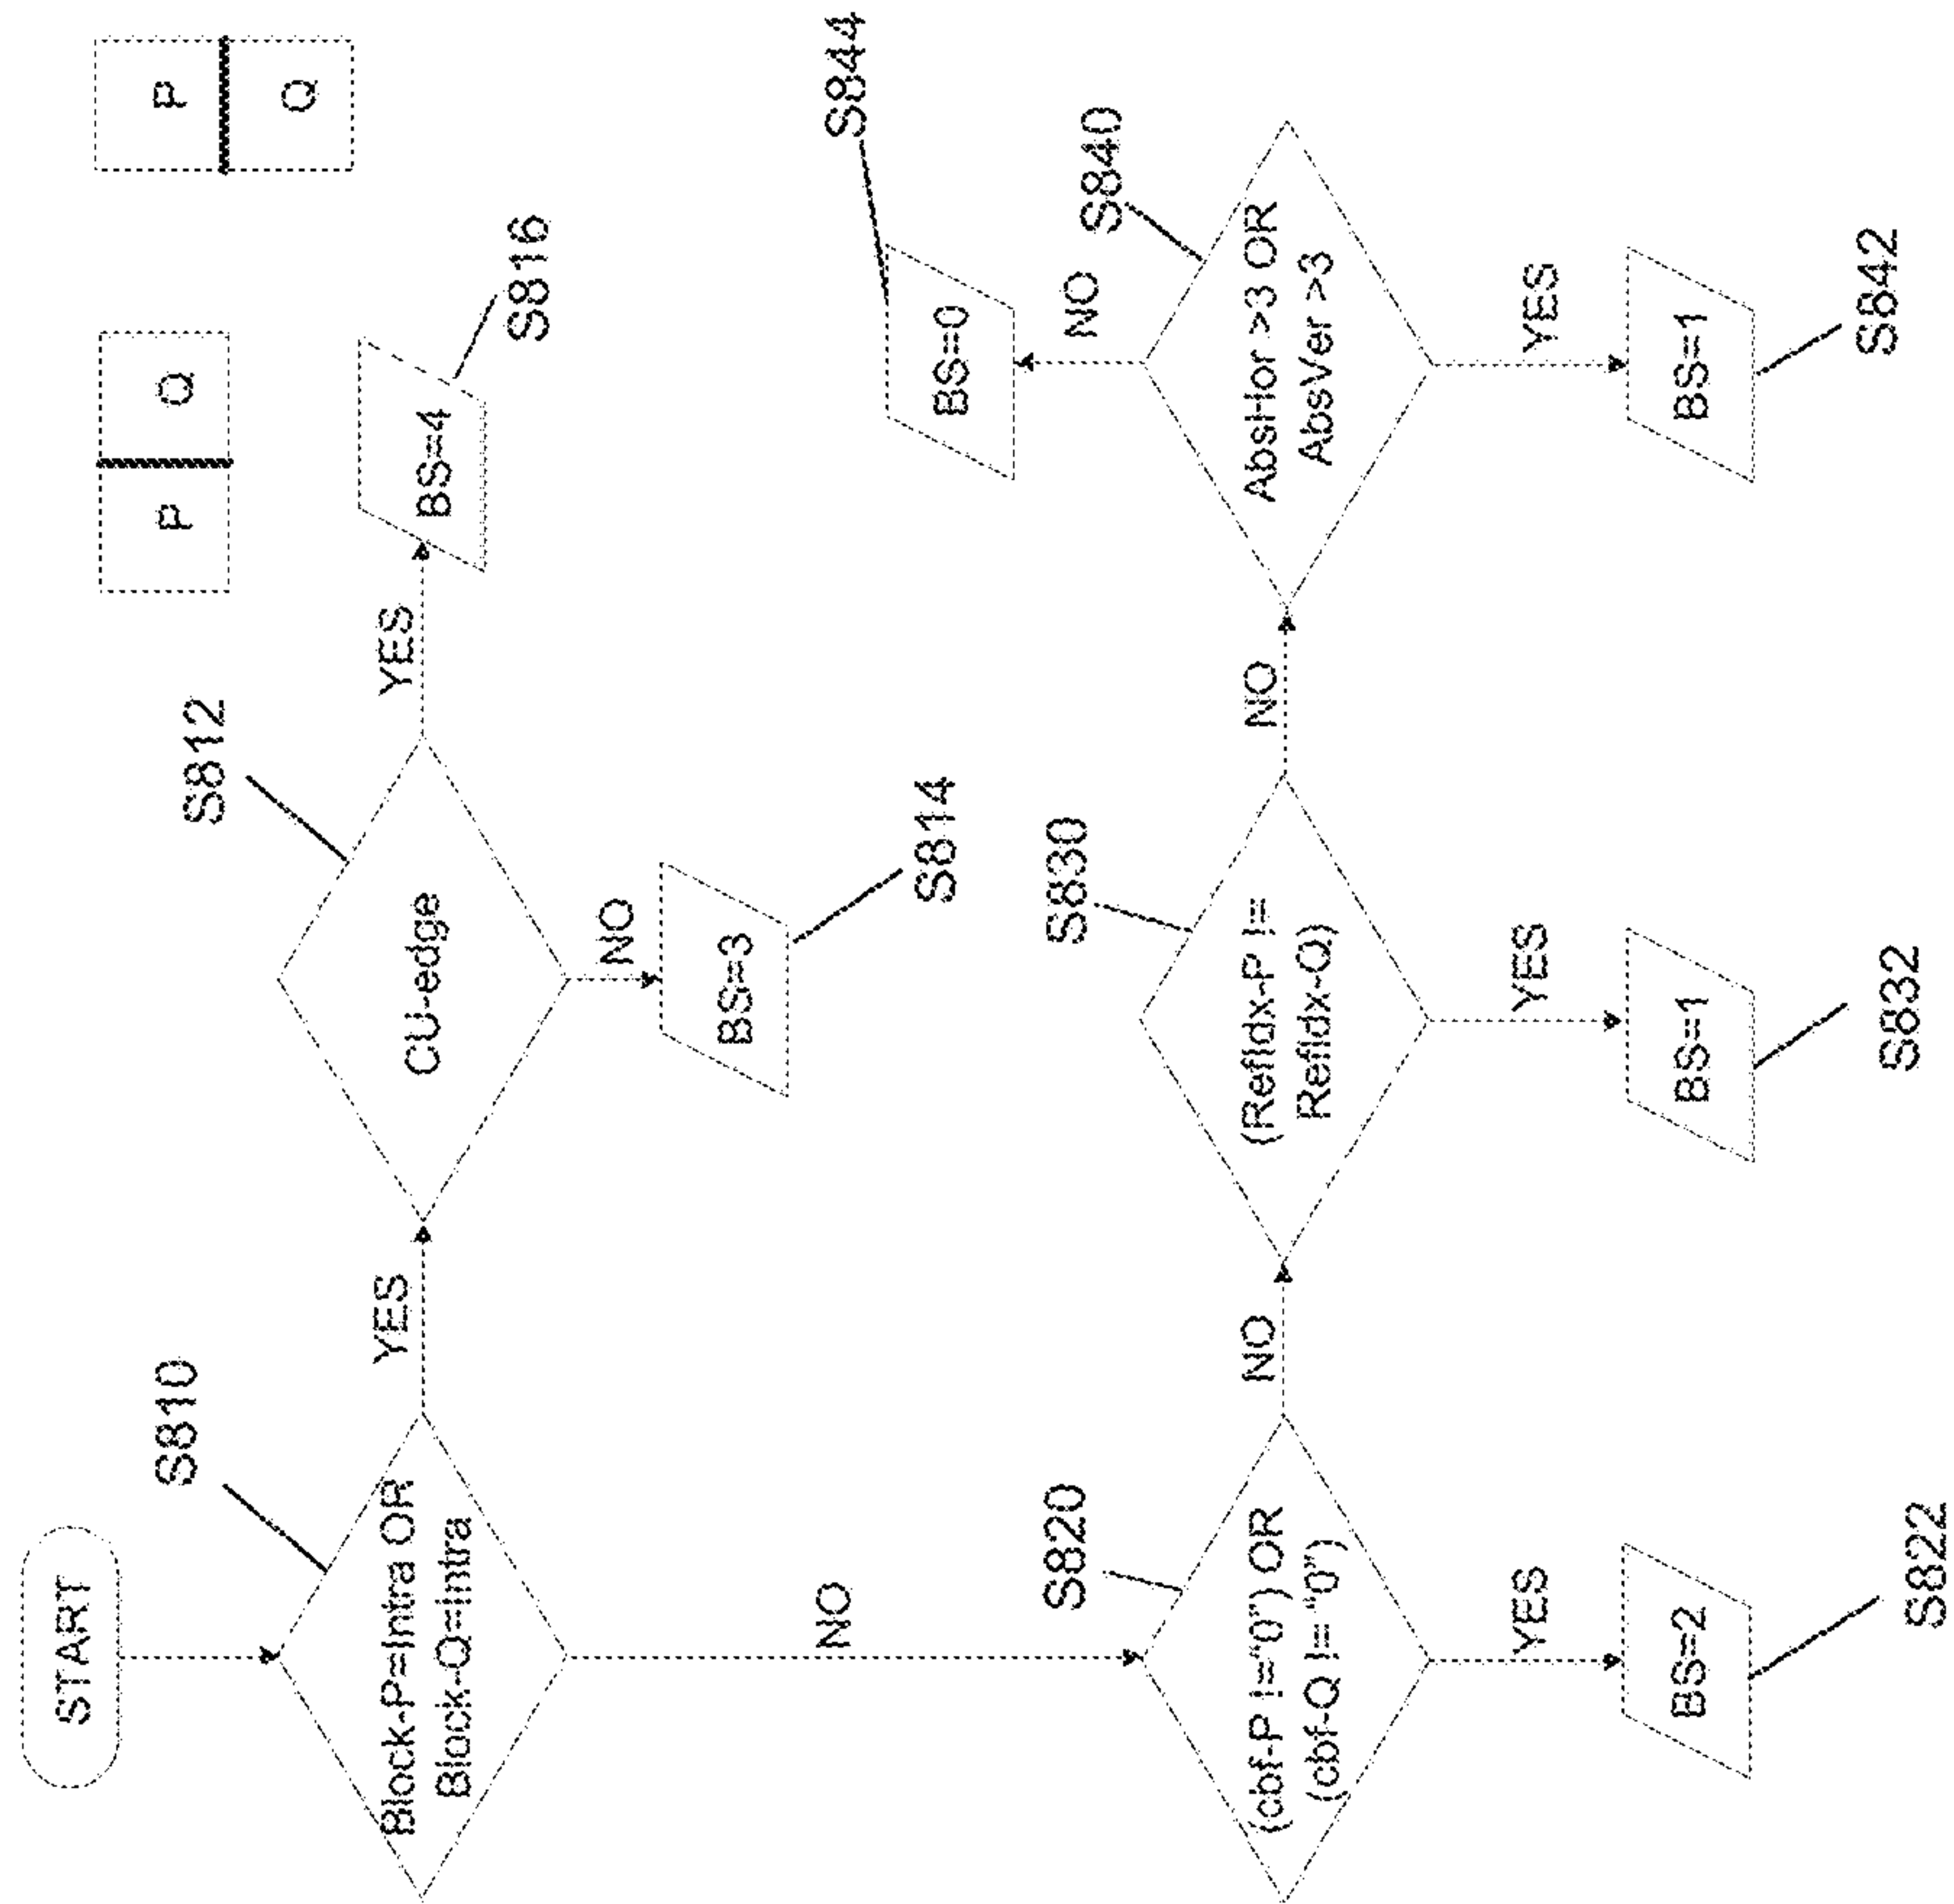 START
S810
Block-P=Intra OR
Block-Q=Intra
YES
S812
CU-edge
YES
BS=4
S816
P
Q
P
Q
NO
BS=3
S814
NO
S820
(cbf-P !="0") OR
(cbf-Q != "0")
YES
BS=2
S822
NO
S830
(RefIdx-P !=
RefIdx-Q)
YES
BS=1
S832
NO
S840
AbsHor >3 OR
AbsVer >3
NO
BS=0
S844
YES
BS=1
S842